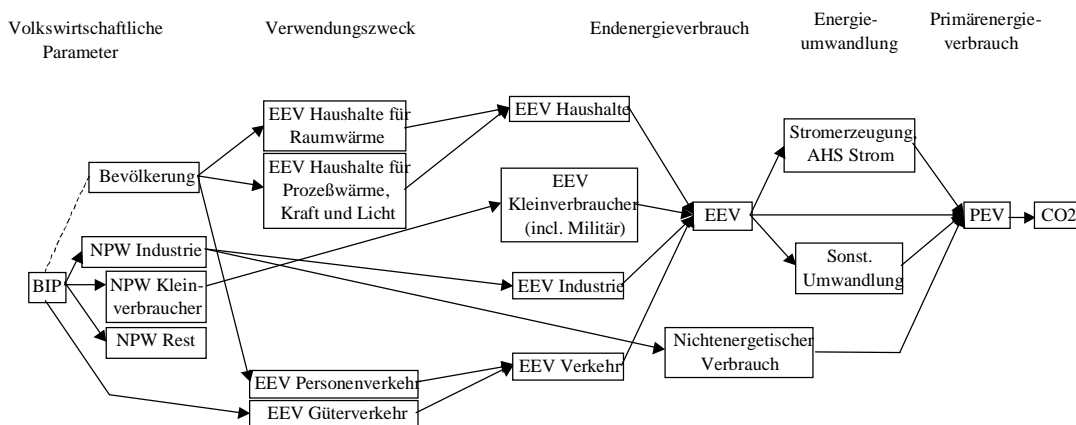 Volkswirtschaftliche
Parameter
Verwendungszweck
Endenergieverbrauch
Energie-
umwandlung
Primärenergie-
verbrauch
EEV Haushalte für
Raumwärme
EEV Haushalte für
Prozeßwärme,
Kraft und Licht
Bevölkerung
NPW Industrie
BIP
NPW Klein-
verbraucher
NPW Rest
EEV Personenverkehr
EEV Güterverkehr
EEV Haushalte
EEV
Kleinverbraucher
(incl. Militär)
EEV Industrie
EEV Verkehr
EEV
Stromerzeugung,
AHS Strom
Sonst.
Umwandlung
Nichtenergetischer
Verbrauch
PEV
CO2